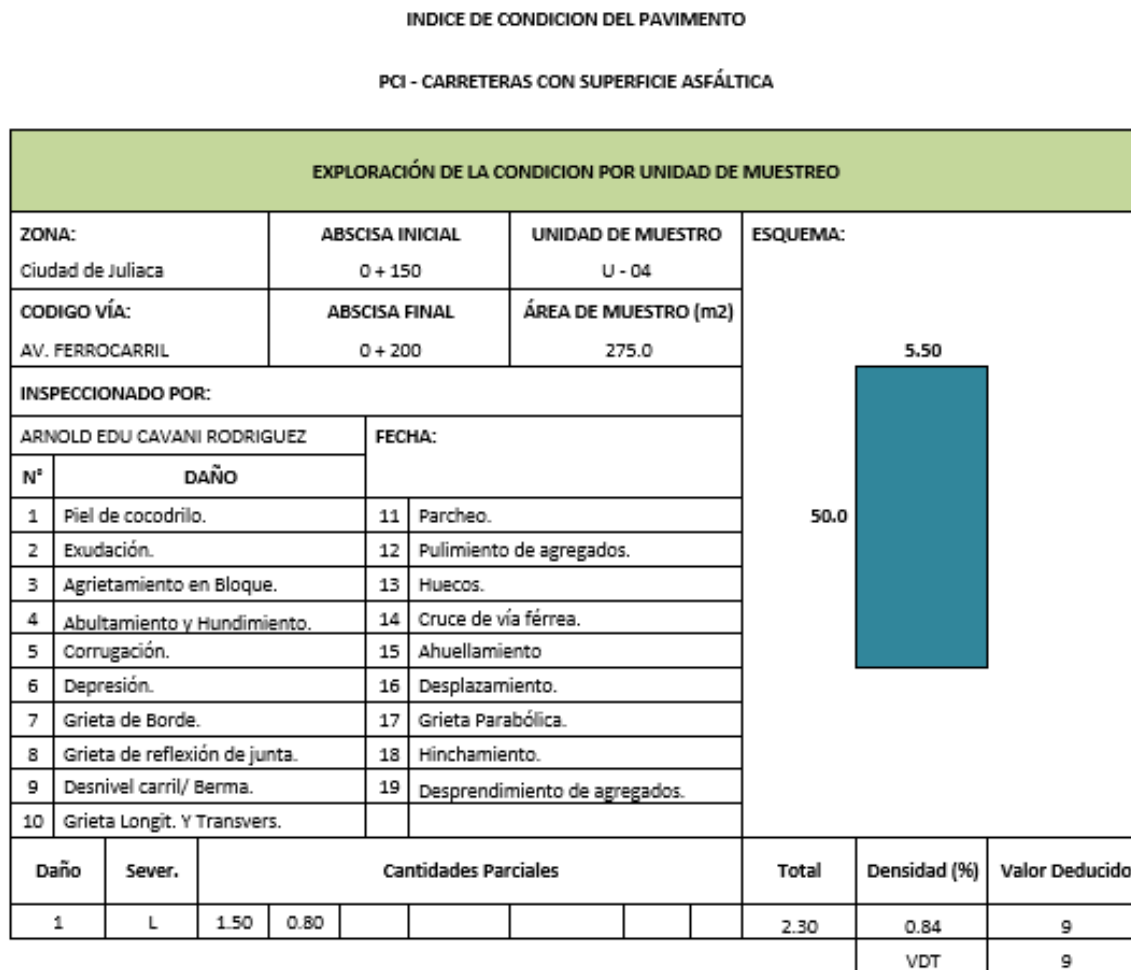 INDICE DE CONDICION DEL PAVIMENTO
PCI - CARRETERAS CON SUPERFICIE ASFÁLTICA
EXPLORACIÓN DE LA CONDICION POR UNIDAD DE MUESTREO
ZONA: ABSCISA INICIAL UNIDAD DE MUESTRO ESQUEMA:
Ciudad de Juliaca 0 + 150 U - 04
CODIGO VÍA: ABSCISA FINAL ÁREA DE MUESTRO (m2)
AV. FERROCARRIL 0 + 200 275.0 5.50
INSPECCIONADO POR:
ARNOLD EDU CAVANI RODRIGUEZ FECHA:
N° DAÑO
1 Piel de cocodrilo. 11 Parcheo. 50.0
2 Exudación. 12 Pulimiento de agregados.
3 Agrietamiento en Bloque. 13 Huecos.
4 Abultamiento y Hundimiento. 14 Cruce de vía férrea.
5 Corrugación. 15 Ahuellamiento
6 Depresión. 16 Desplazamiento.
7 Grieta de Borde. 17 Grieta Parabólica.
8 Grieta de reflexión de junta. 18 Hinchamiento.
9 Desnivel carril/ Berma. 19 Desprendimiento de agregados.
10 Grieta Longit. Y Transvers.
Daño Sever. Cantidades Parciales Total Densidad (%) Valor Deducido
1 L 1.50 0.80 2.30 0.84 9
VDT 9